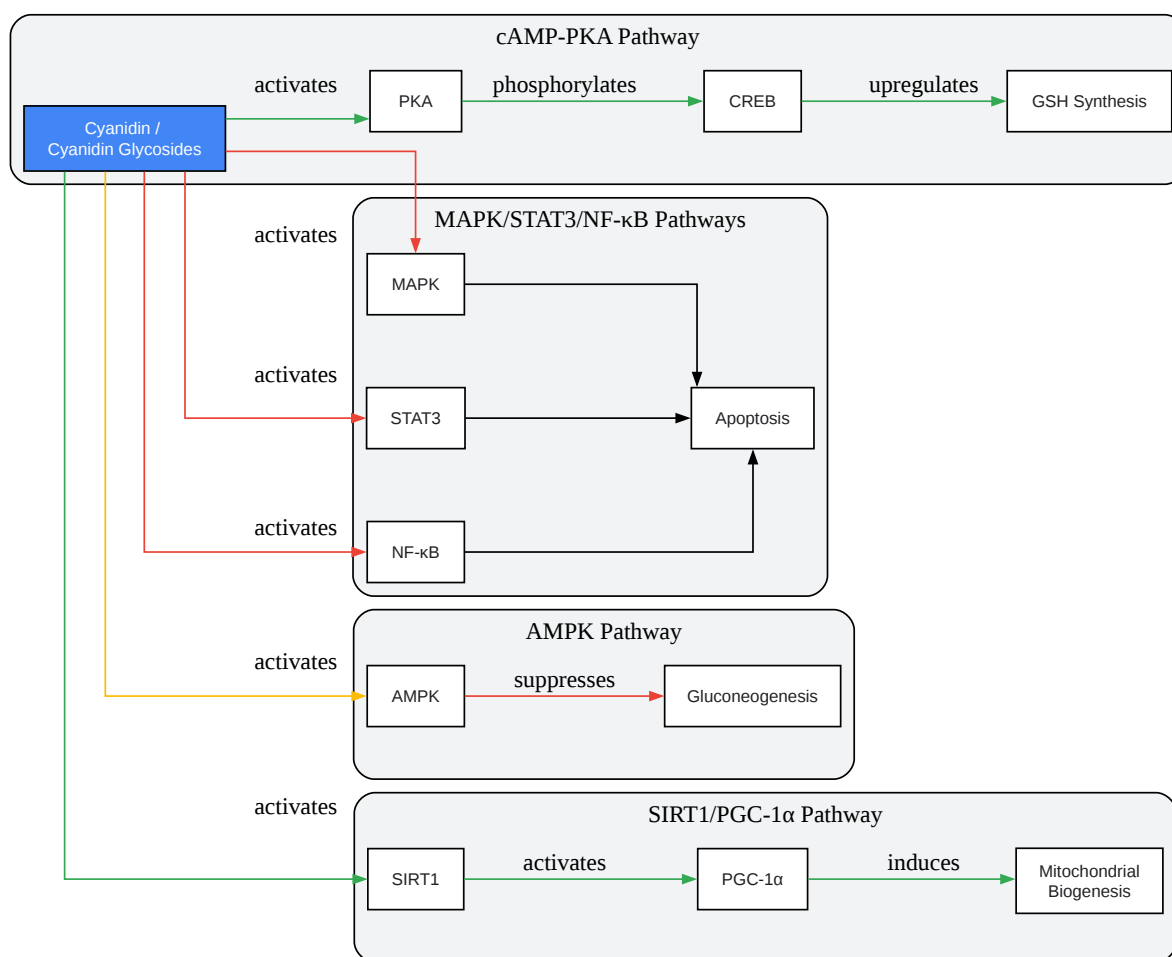 cAMP-PKA Pathway
activates
phosphorylates
upregulates
PKA
CREB
GSH Synthesis
Cyanidin /
Cyanidin Glycosides
MAPK/STAT3/NF-κB Pathways
activates
MAPK
activates
STAT3
Apoptosis
activates
NF-κB
AMPK Pathway
activates
suppresses
AMPK
Gluconeogenesis
activates
SIRT1/PGC-1α Pathway
activates
induces
SIRT1
PGC-1α
Mitochondrial
Biogenesis